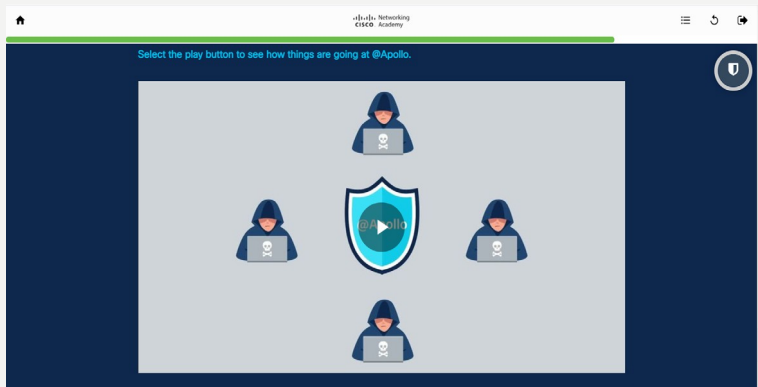 Networking
CISCO Academy
Select the play button to see how things are going at @Apollo.
@Apollo